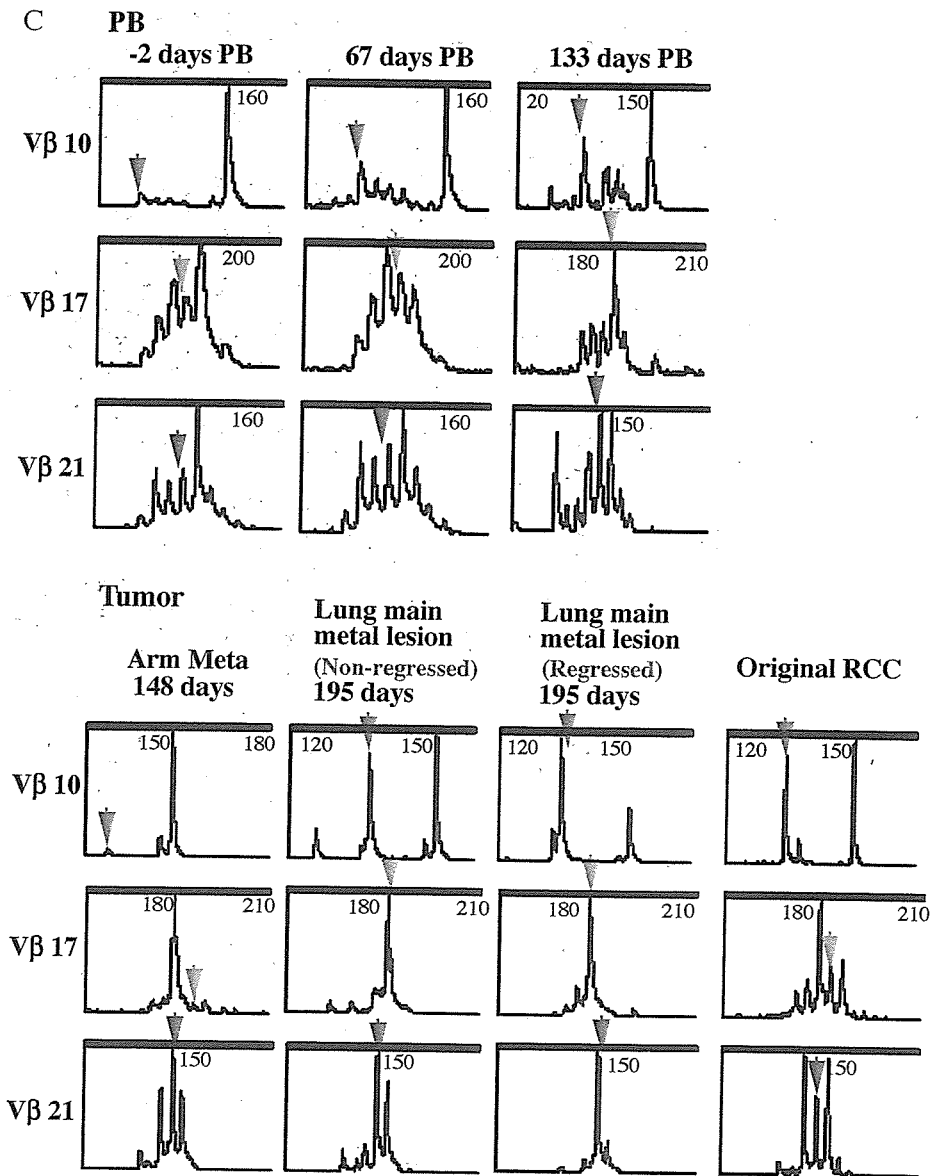 C
PB
-2 days PB 67 days PB 133 days PB
Vβ 10 160 160 20 150
Vβ 17 200 200 180 210
Vβ 21 160 160 150
Tumor
Arm Meta
148 days
Lung main
metal lesion
(Non-regressed)
195 days
Lung main
metal lesion
(Regressed)
195 days
Original RCC
Vβ 10 150 180 120 150 120 150 120 150
Vβ 17 180 210 180 210 180 210 180 210
Vβ 21 150 150 150